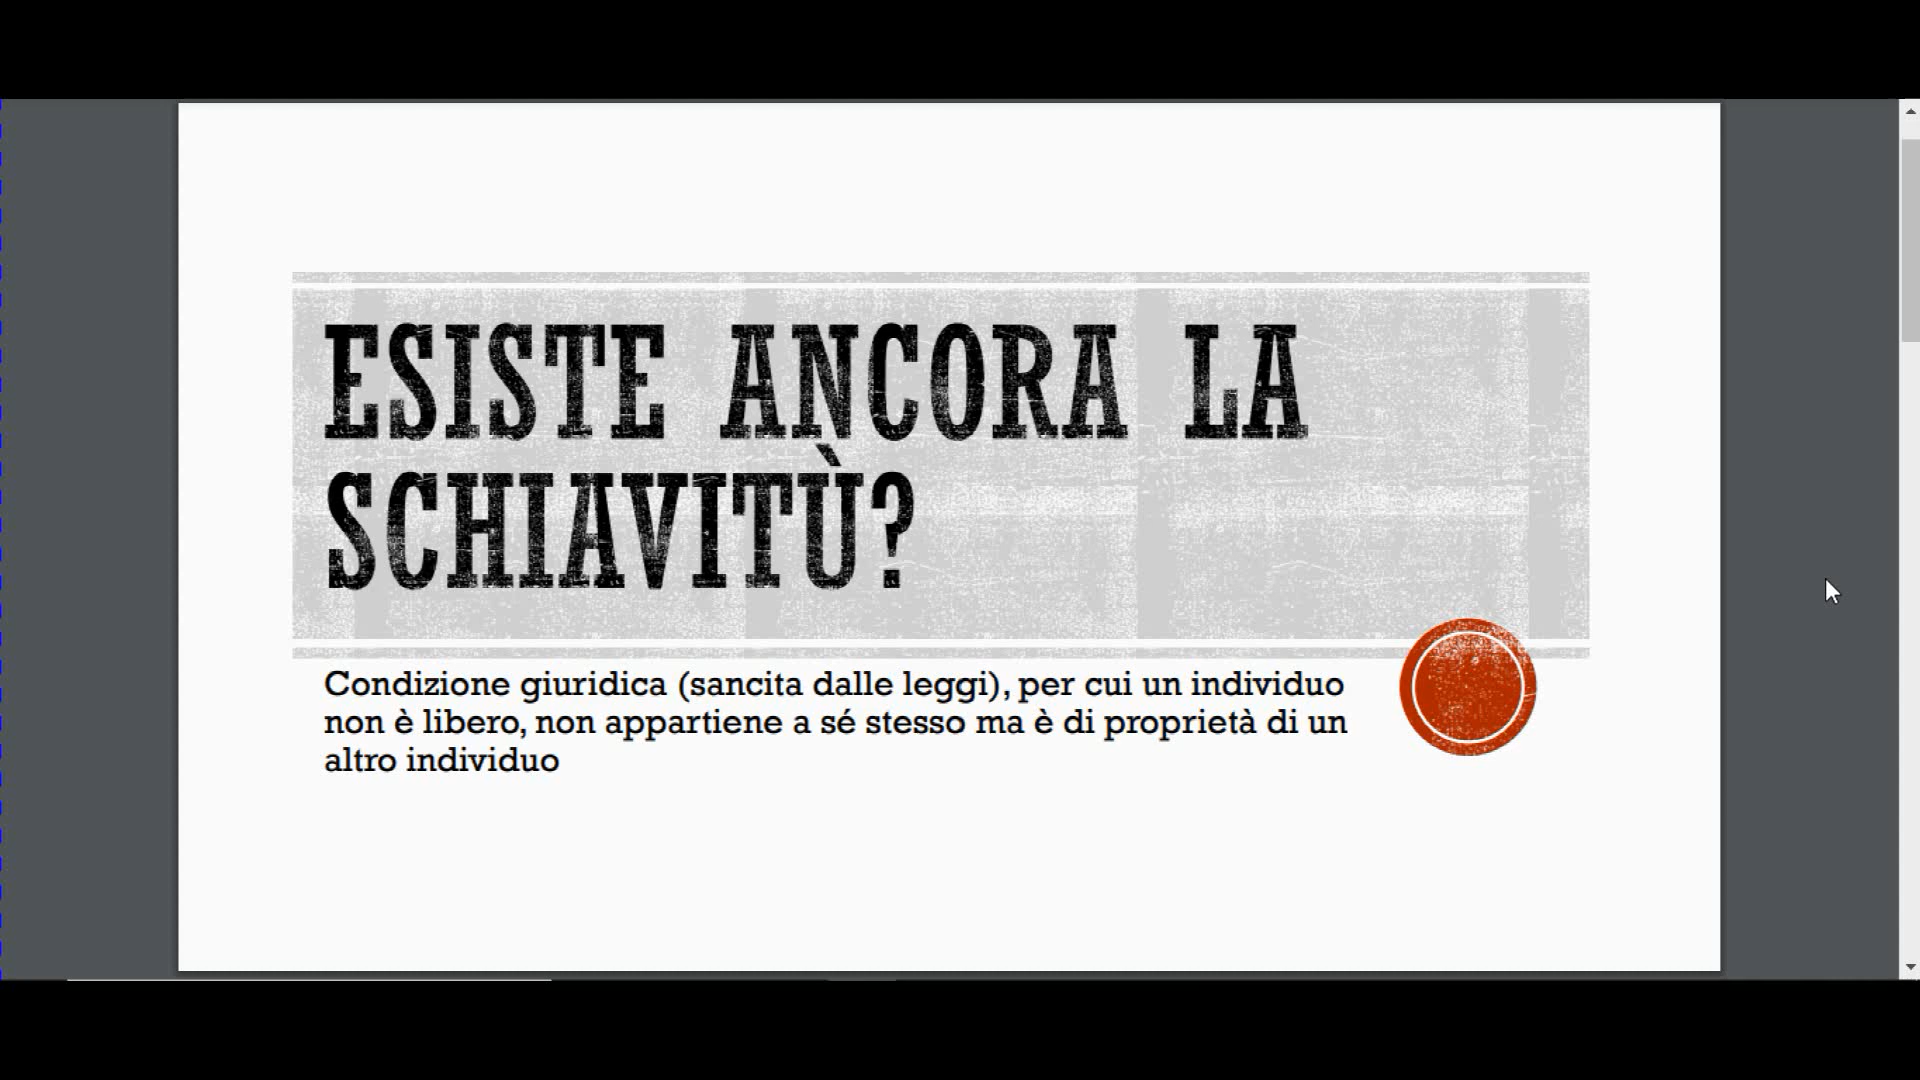 ESISTE ANCORA LA
SCHIAVITÙ?
Condizione giuridica (sancita dalle leggi), per cui un individuo
non è libero, non appartiene a sé stesso ma è di proprietà di un
altro individuo